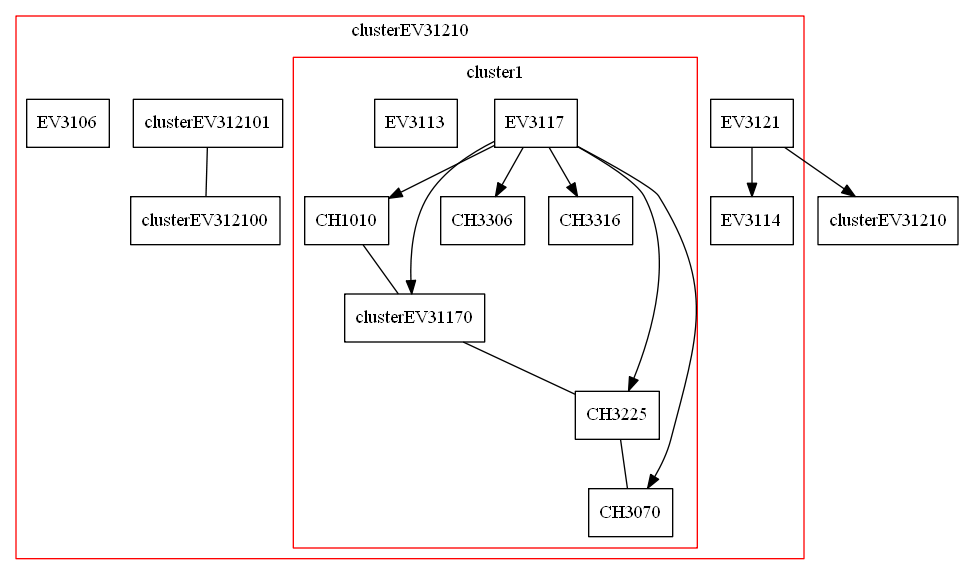 clusterEV31210
cluster1
EV3106
clusterEV312101
EV3113
EV3117
EV3121
clusterEV312100
CH1010
CH3306
CH3316
EV3114
clusterEV31210
clusterEV31170
CH3225
CH3070